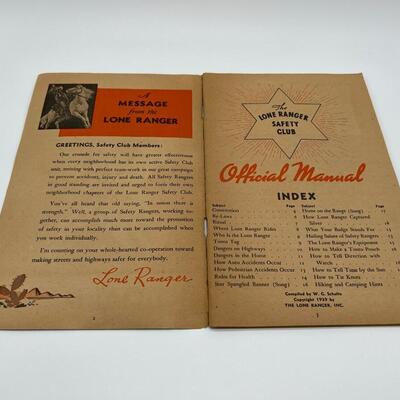 A
MESSAGE
from the
LONE RANGER
GREETINGS, Safety Club Members:
Our crusade for safety will have greater effectiveness
when every neighborhood has its own active Safety Club
unit, striving with perfect team-work in our great campaign
to prevent accident, injury and death. All Safety Rangers
in good standing are invited and urged to form their own
neighborhood chapters of the Lone Ranger Safety Club.
You've all heard that old saying, "In union there is
strength." Well, a group of Safety Rangers, working to-
gether, can accomplish much more toward the promotion
of safety in your locality than can be accomplished when
you work individually.
I'm counting on your whole-hearted co-operation toward
making streets and highways safer for everybody.
Lone Ranger
2
The
LONE RANGER
SAFETY
CLUB
Official Manual
INDEX
Subject Page Subject Page
Constitution Home on the Range (Song)
By-Laws How Lone Ranger Captured
Ritual Silver
Where Lone Ranger Rides What Your Badge Stands For
Who Is the Lone Ranger Hailing Salute of Safety Rangers
Tonto Tag The Lone Ranger's Equipment
Dangers on Highways How to Make a Tonto Pouch
Dangers in the Home How to Tell Direction with
How Auto Accidents Occur Watch
How Pedestrian Accidents Occur How to Tell Time by the Sun
Rules for Health How to Tie Knots
Star Spangled Banner (Song) Hiking and Camping Hints
Compiled by W. G. Schulte
Copyright 1939 by
THE LONE RANGER, INC.